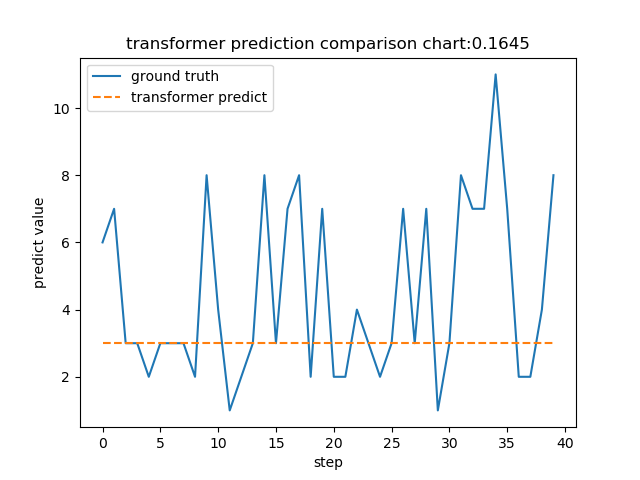 transformer prediction comparison chart:0.1645
ground truth
transformer predict
predict value
10
8
6
4
2
0 5 10 15 20 25 30 35 40
step